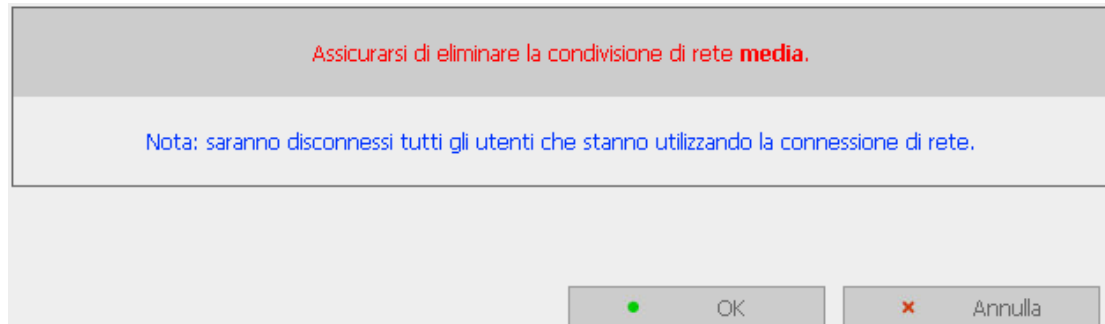 Assicurarsi di eliminare la condivisione di rete media.
Nota: saranno disconnessi tutti gli utenti che stanno utilizzando la connessione di rete.
OK
Annulla